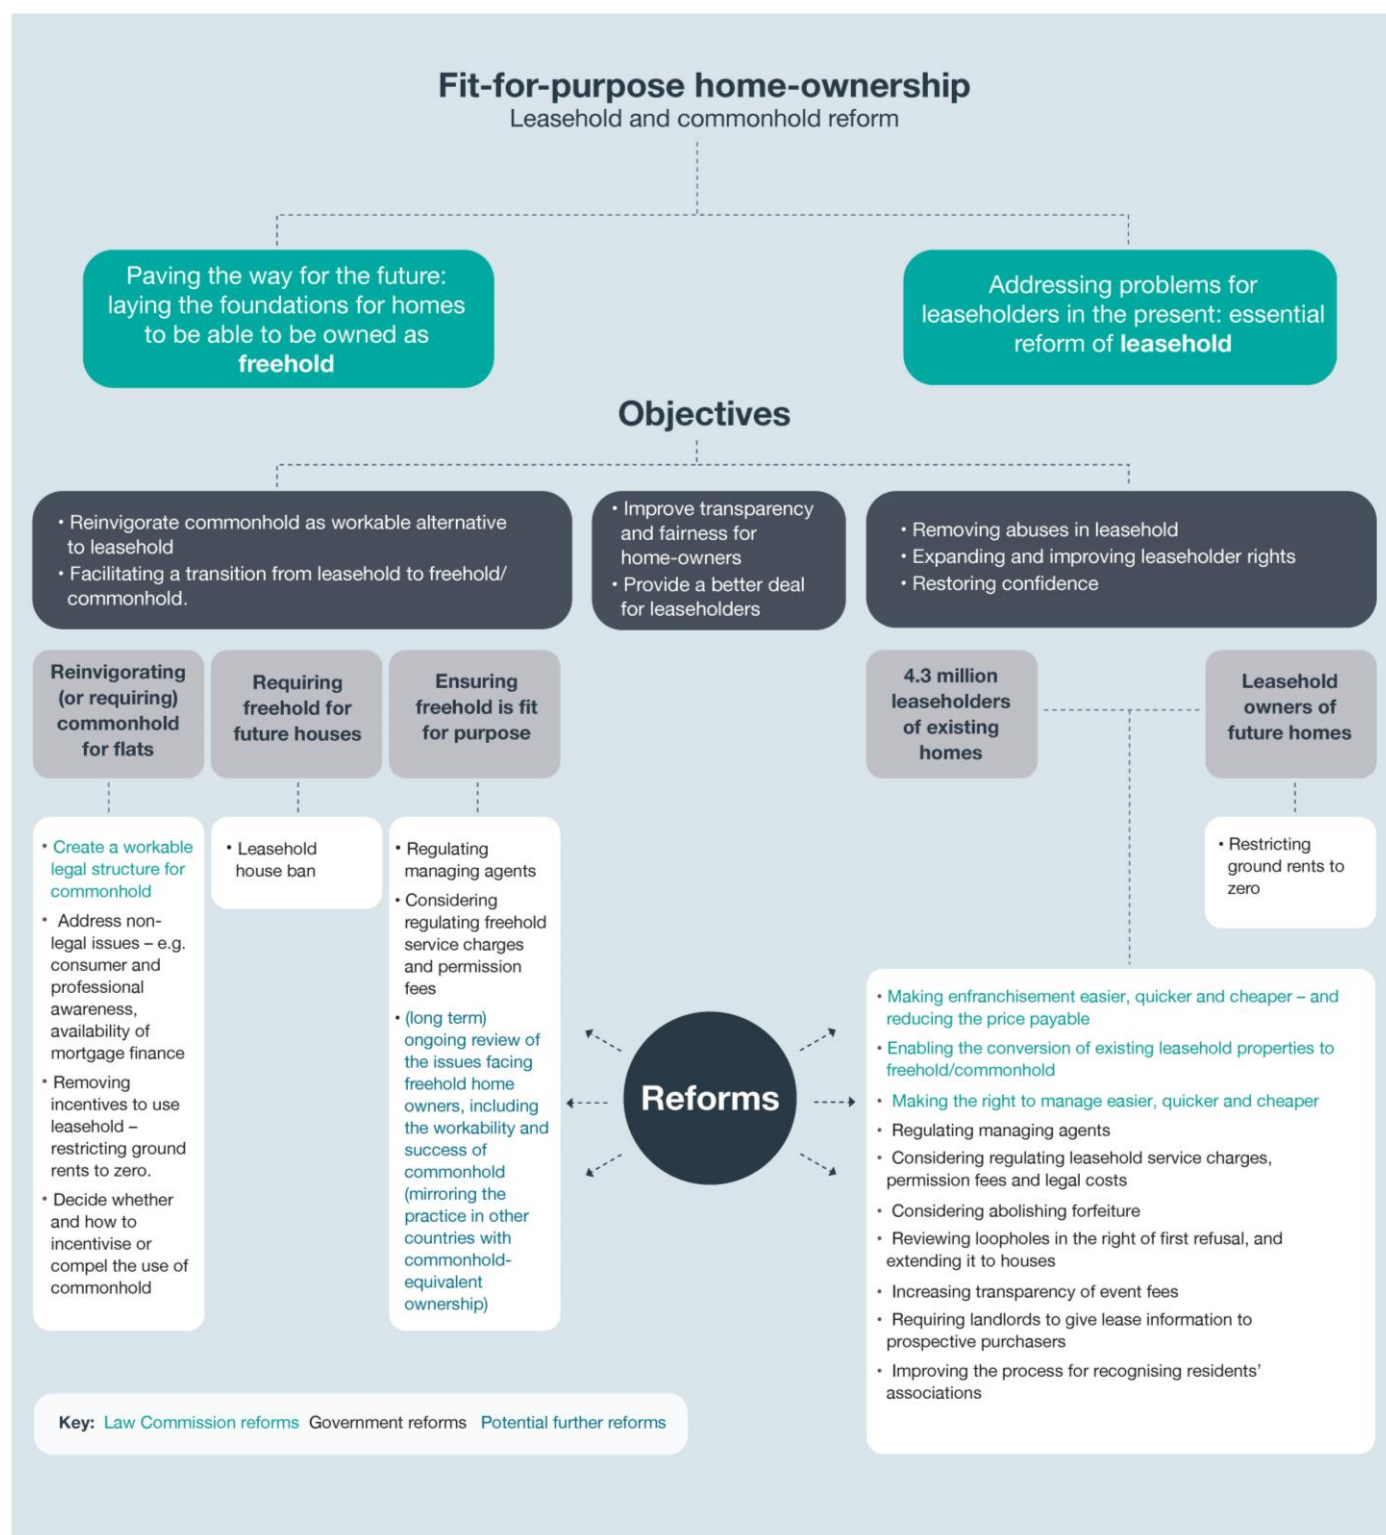 Fit-for-purpose home-ownership
Leasehold and commonhold reform
Paving the way for the future:
laying the foundations for homes
to be able to be owned as
freehold
Addressing problems for
leaseholders in the present: essential
reform of leasehold
Objectives
• Reinvigorate commonhold as workable alternative
to leasehold
• Facilitating a transition from leasehold to freehold/
commonhold.
• Improve transparency
and fairness for
home-owners
• Provide a better deal
for leaseholders
• Removing abuses in leasehold
• Expanding and improving leaseholder rights
• Restoring confidence
Reinvigorating
(or requiring)
commonhold
for flats
Requiring
freehold for
future houses
Ensuring
freehold is fit
for purpose
4.3 million
leaseholders
of existing
homes
Leasehold
owners of
future homes
• Create a workable
legal structure for
commonhold
• Address non-
legal issues – e.g.
consumer and
professional
awareness,
availability of
mortgage finance
• Removing
incentives to use
leasehold –
restricting ground
rents to zero.
• Decide whether
and how to
incentivise or
compel the use of
commonhold
• Leasehold
house ban
• Regulating
managing agents
• Considering
regulating freehold
service charges
and permission
fees
• (long term)
ongoing review of
the issues facing
freehold home
owners, including
the workability and
success of
commonhold
(mirroring the
practice in other
countries with
commonhold-
equivalent
ownership)
Reforms
• Restricting
ground rents to
zero
• Making enfranchisement easier, quicker and cheaper – and
reducing the price payable
• Enabling the conversion of existing leasehold properties to
freehold/commonhold
• Making the right to manage easier, quicker and cheaper
• Regulating managing agents
• Considering regulating leasehold service charges,
permission fees and legal costs
• Considering abolishing forfeiture
• Reviewing loopholes in the right of first refusal, and
extending it to houses
• Increasing transparency of event fees
• Requiring landlords to give lease information to
prospective purchasers
• Improving the process for recognising residents'
associations
Key: Law Commission reforms Government reforms Potential further reforms